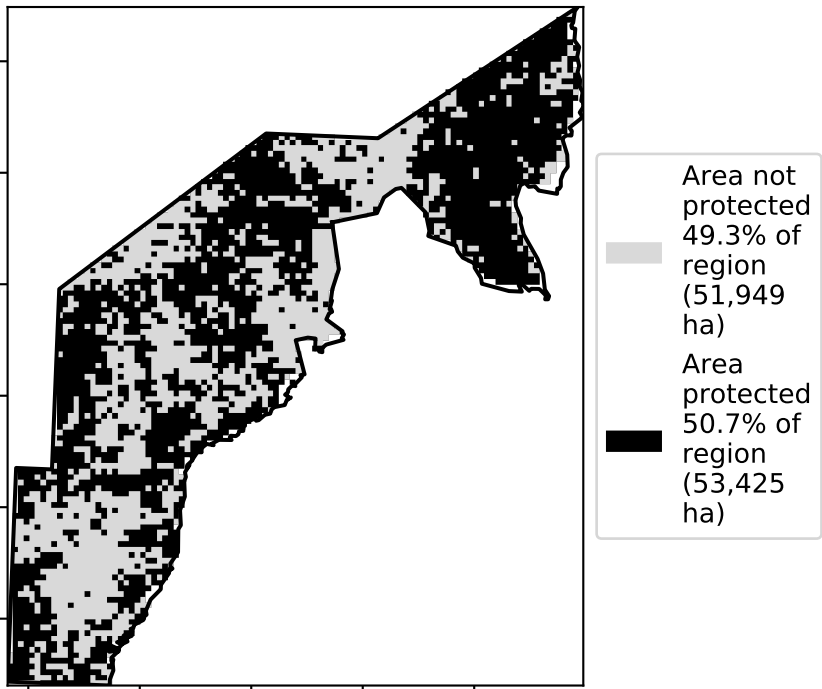 Area not
protected
49.3% of
region
(51,949
ha)
Area
protected
50.7% of
region
(53,425
ha)